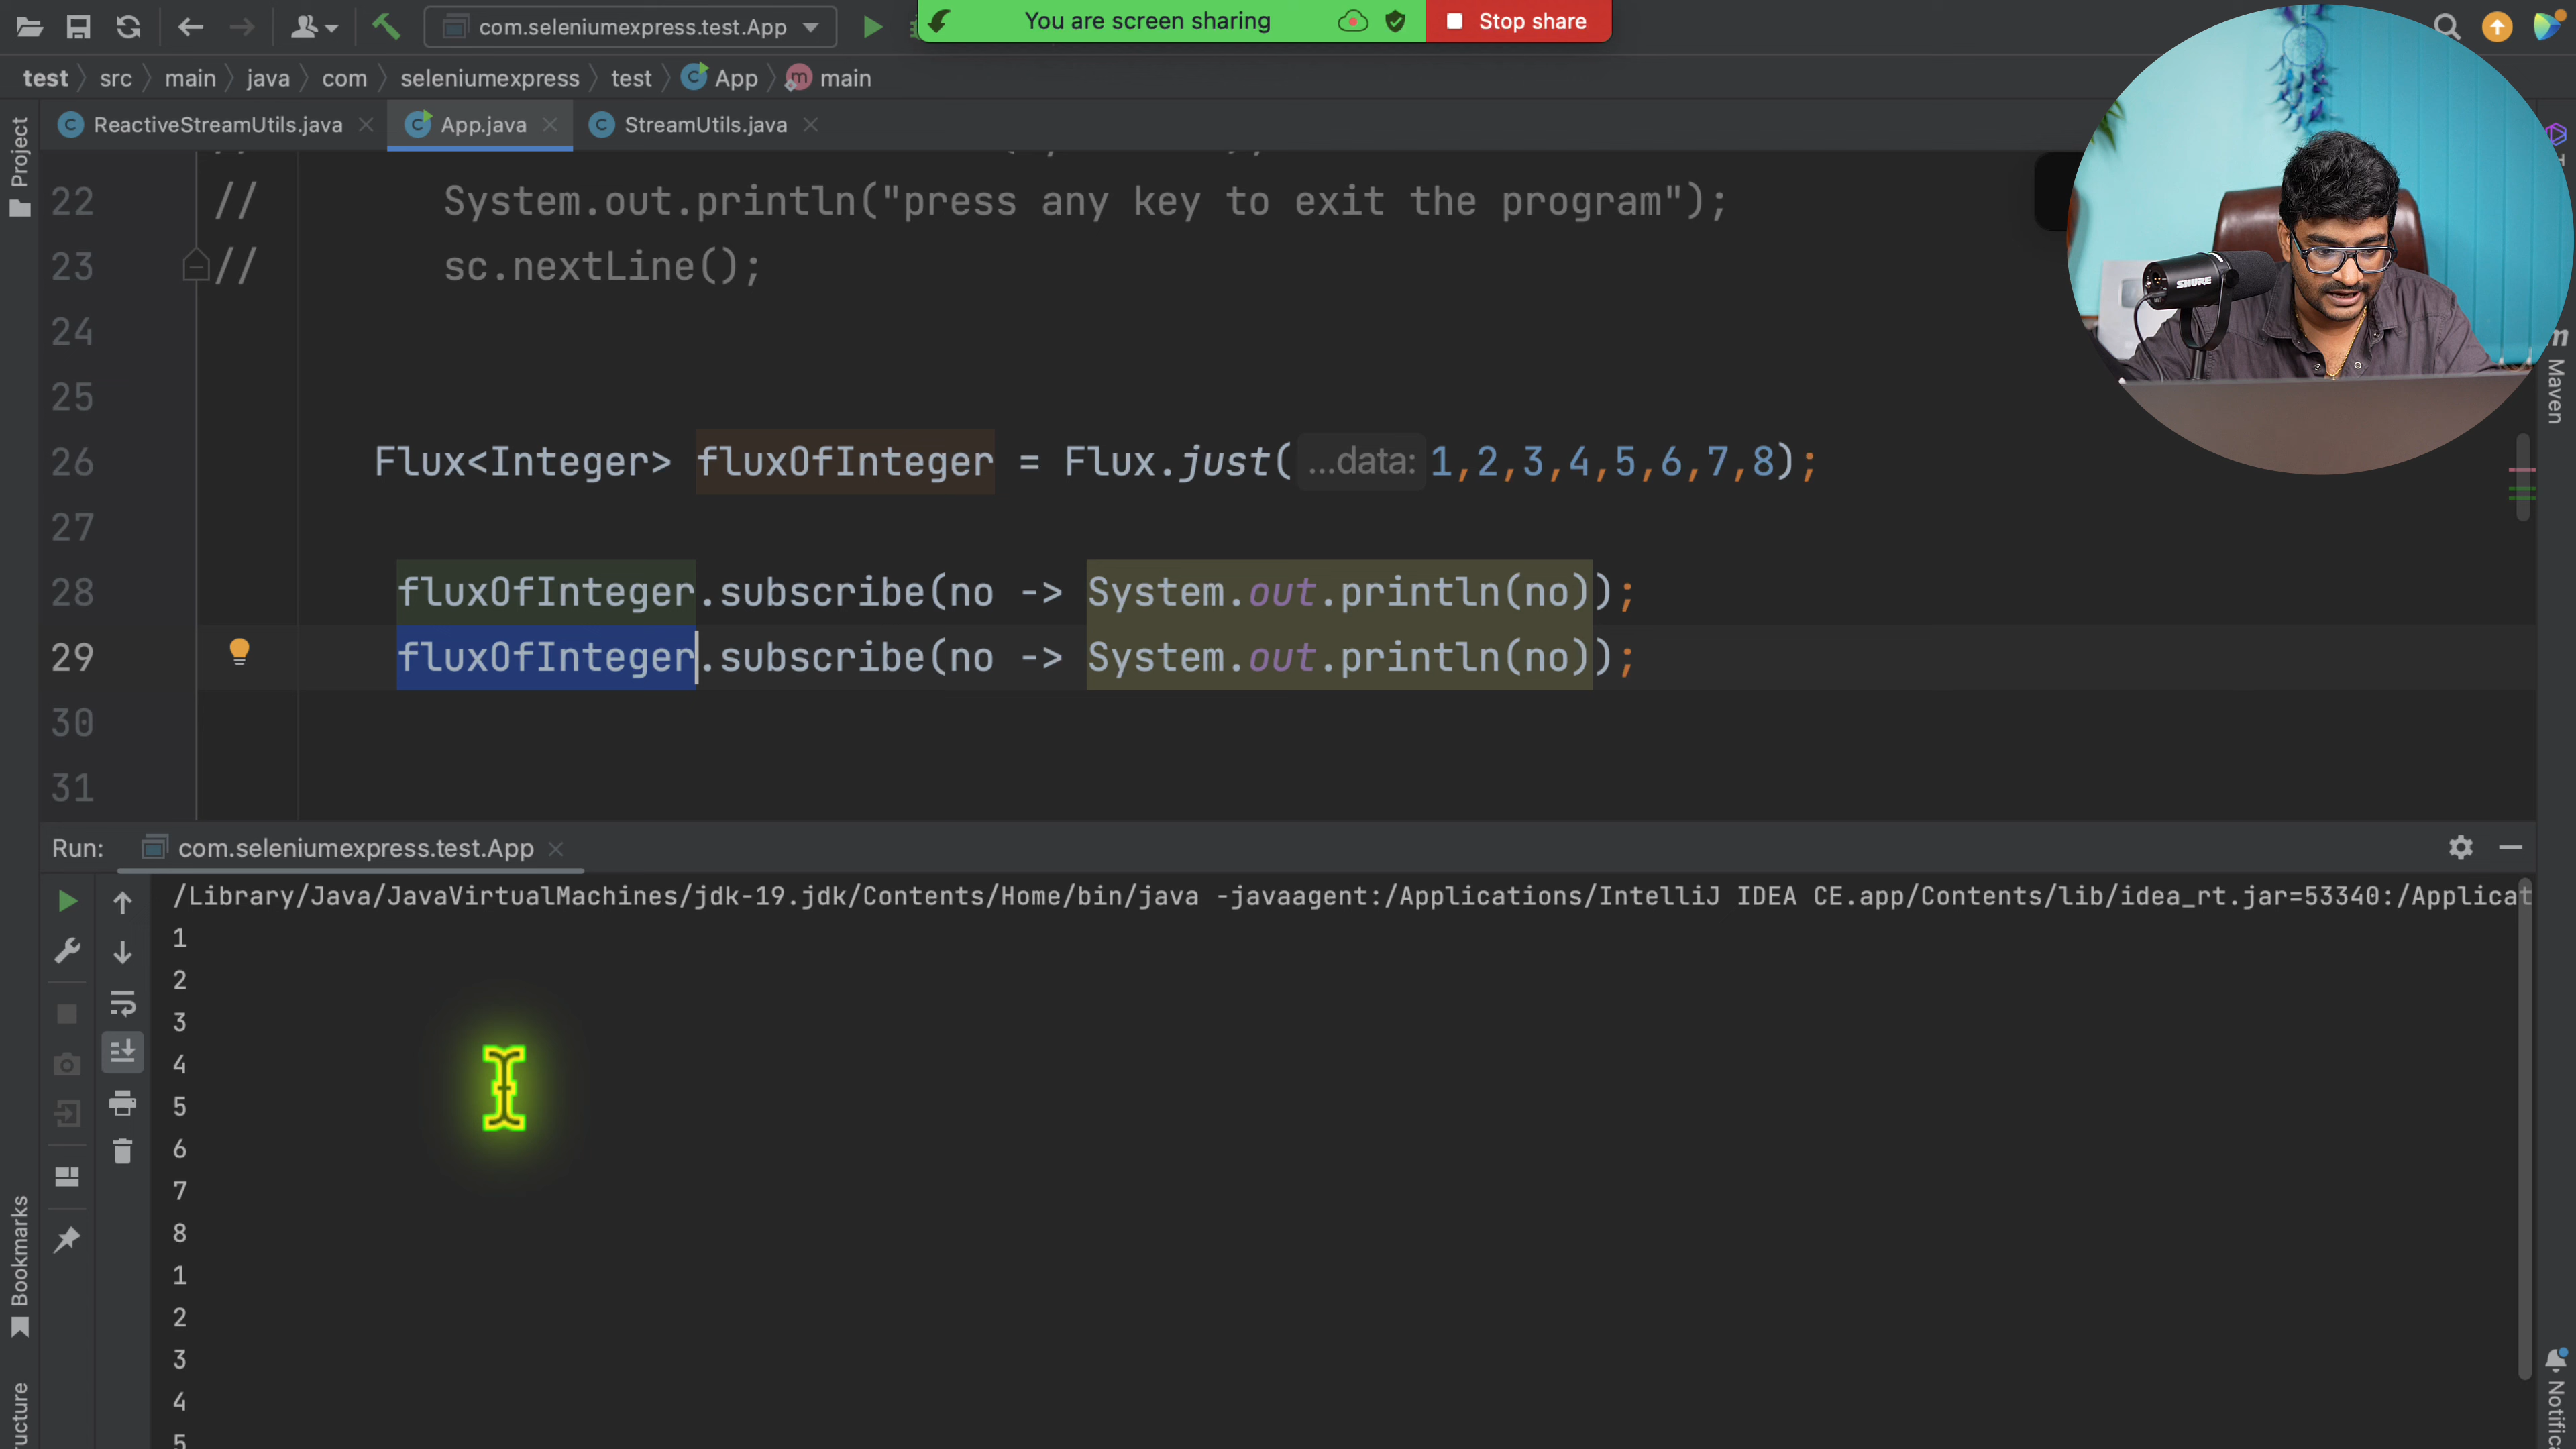 com.seleniumexpress.test.App
You are screen sharing
Stop share
test
src
main
java
com
seleniumexpress
test
App
main
Project
ReactiveStreamUtils.java
App.java
StreamUtils.java
22 // System.out.println("press any key to exit the program");
23 // sc.nextLine();
24
25
26 Flux<Integer> fluxOfInteger = Flux.just( ...data: 1,2,3,4,5,6,7,8);
27
28 fluxOfInteger.subscribe(no -> System.out.println(no));
29 fluxOfInteger.subscribe(no -> System.out.println(no));
30
31
SHURE
Maven
Run: com.seleniumexpress.test.App
/Library/Java/JavaVirtualMachines/jdk-19.jdk/Contents/Home/bin/java -javaagent:/Applications/IntelliJ IDEA CE.app/Contents/lib/idea_rt.jar=53340:/Applicat
1
2
3
4
5
6
7
8
1
2
3
4
5
Bookmarks
ructure
Notific